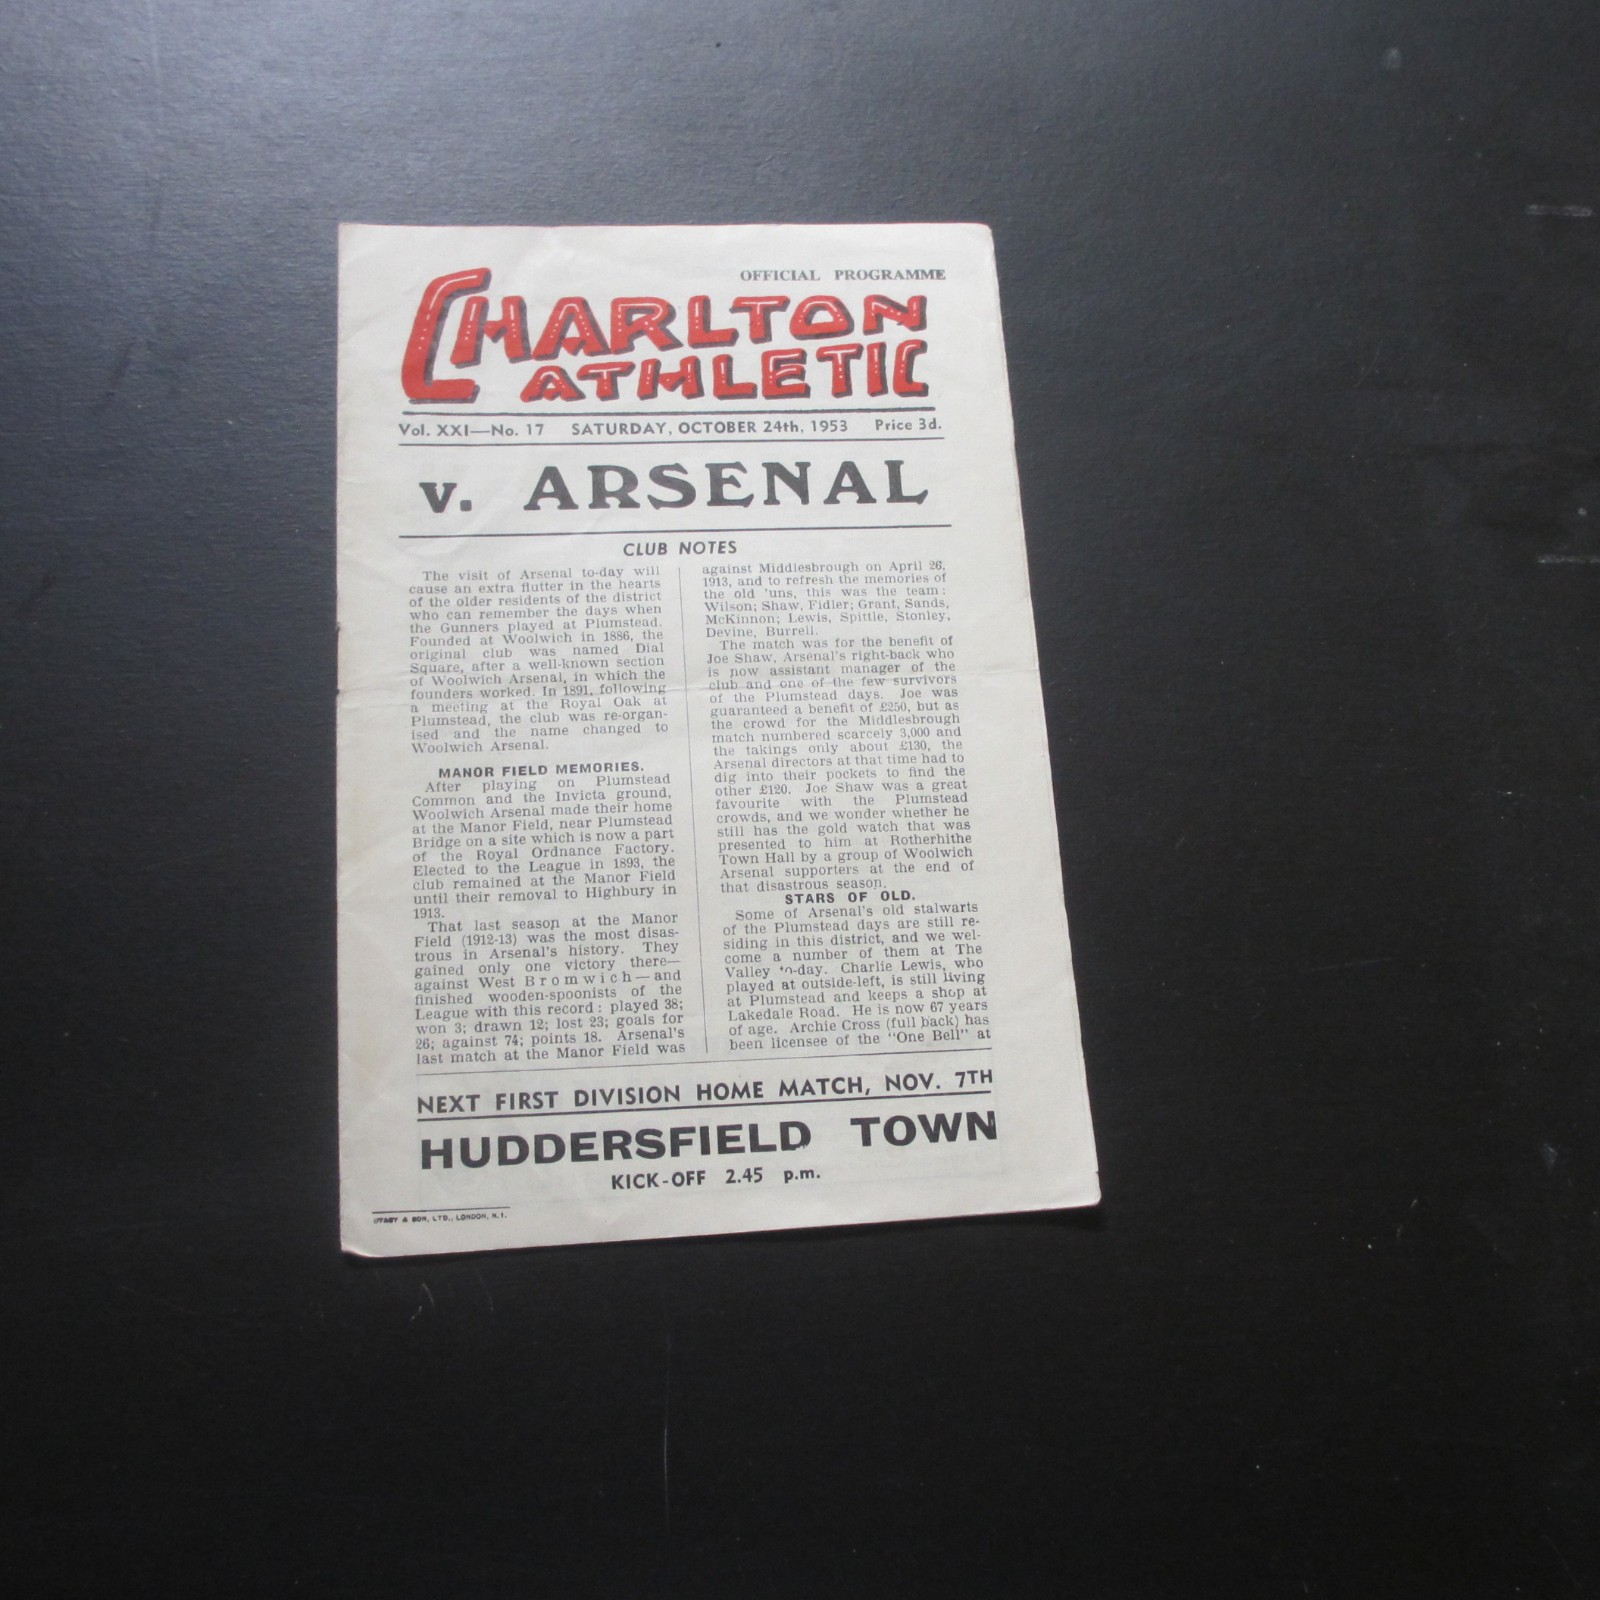 OFFICIAL PROGRAMME
CHARLTON
ATHLETIC
Vol. XXI—No. 17 SATURDAY, OCTOBER 24th, 1953 Price 3d.
v. ARSENAL
CLUB NOTES
The visit of Arsenal to-day will
cause an extra flutter in the hearts
of the older residents of the district
who can remember the days when
the Gunners played at Plumstead.
Founded at Woolwich in 1886, the
original club was named Dial
Square, after a well-known section
of Woolwich Arsenal, in which the
founders worked. In 1891, following
a meeting at the Royal Oak at
Plumstead, the club was re-organ-
ised and the name changed to
Woolwich Arsenal.
MANOR FIELD MEMORIES.
After playing on Plumstead
Common and the Invicta ground,
Woolwich Arsenal made their home
at the Manor Field, near Plumstead
Bridge on a site which is now a part
of the Royal Ordnance Factory.
Elected to the League in 1893, the
club remained at the Manor Field
until their removal to Highbury in
1913.
That last season at the Manor
Field (1912-13) was the most disas-
trous in Arsenal's history. They
gained only one victory there—
against West Bromwich—and
finished wooden-spoonists of the
League with this record: played 38;
won 3; drawn 12; lost 23; goals for
26; against 74; points 18. Arsenal's
last match at the Manor Field was
against Middlesbrough on April 26,
1913, and to refresh the memories of
the old 'uns, this was the team:
Wilson; Shaw, Fidler; Grant, Sands,
McKinnon; Lewis, Spittle, Stonley,
Devine, Burrell.
The match was for the benefit of
Joe Shaw, Arsenal's right-back who
is now assistant manager of the
club and one of the few survivors
of the Plumstead days. Joe was
guaranteed a benefit of £250, but as
the crowd for the Middlesbrough
match numbered scarcely 3,000 and
the takings only about £130, the
Arsenal directors at that time had to
dig into their pockets to find the
other £120. Joe Shaw was a great
favourite with the Plumstead
crowds, and we wonder whether he
still has the gold watch that was
presented to him at Rotherhithe
Town Hall by a group of Woolwich
Arsenal supporters at the end of
that disastrous season.
STARS OF OLD.
Some of Arsenal's old stalwarts
of the Plumstead days are still re-
siding in this district, and we wel-
come a number of them at The
Valley to-day. Charlie Lewis, who
played at outside-left, is still living
at Plumstead and keeps a shop at
Lakedale Road. He is now 67 years
of age. Archie Cross (full back) has
been licensee of the "One Bell" at
NEXT FIRST DIVISION HOME MATCH, NOV. 7TH
HUDDERSFIELD TOWN
KICK-OFF 2.45 p.m.
& SON, LTD., LONDON, N.1.